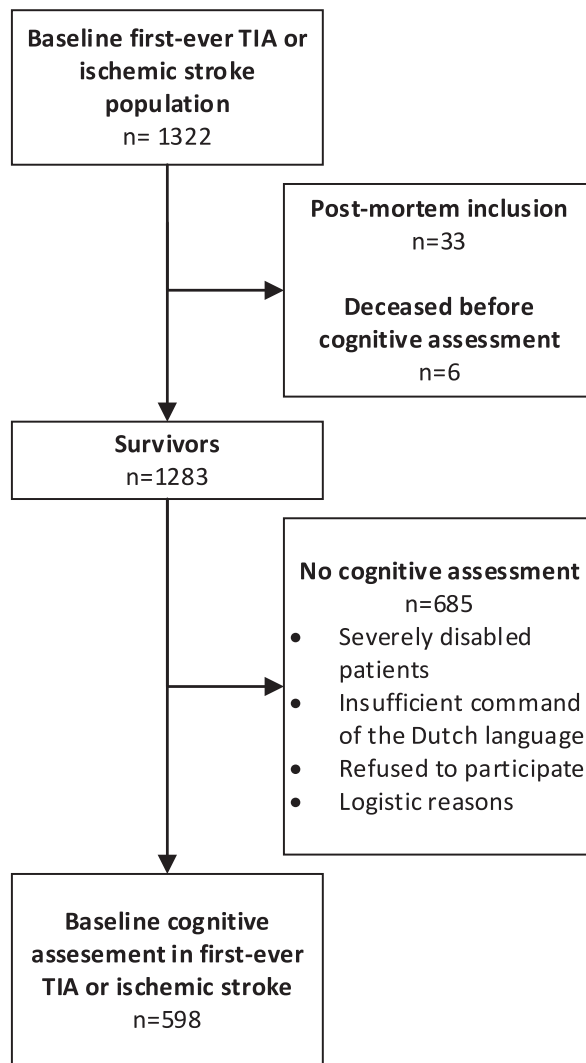 Baseline first-ever TIA or
ischemic stroke
population
n= 1322
Post-mortem inclusion
n=33
Deceased before
cognitive assessment
n=6
Survivors
n=1283
No cognitive assessment
n=685
• Severely disabled
patients
• Insufficient command
of the Dutch language
• Refused to participate
• Logistic reasons
Baseline cognitive
assesement in first-ever
TIA or ischemic stroke
n=598